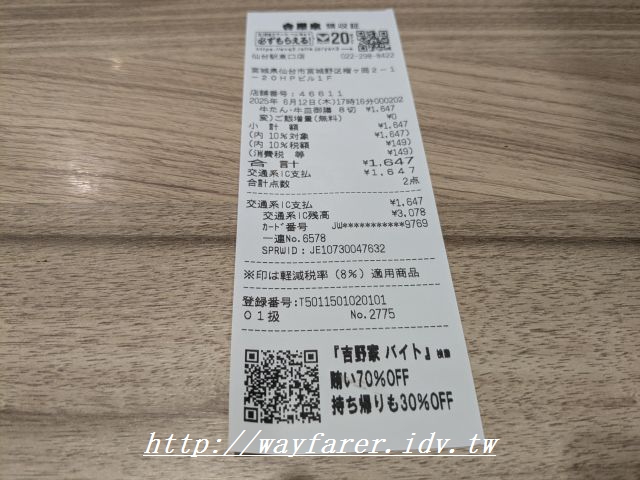 吉野家 領収証
必ずもらえる! 20
仙台駅東口店 022-298-8422
宮城県仙台市宮城野区榴ヶ岡2-1
-20HPビル1F
店舗番号:46611
2025年 6月12日(木)17時16分000202
牛たん・牛皿御膳 8切 ¥1,647
変)ご飯増量(無料) ¥0
小 計 額 ¥1,647
(内 10%対象 ¥1,647)
(内 10%税額 ¥149)
(消費税 等 ¥149)
合 計 ¥1,647
交通系IC支払 ¥1,647
合計点数 2点
交通系IC支払 ¥1,647
交通系IC残高 ¥3,078
カード番号 JW***********9769
一連No.6578
SPRWID:JE10730047632
※印は軽減税率(8%)適用商品
登録番号:T5011501020101
01扱 No.2775
『吉野家 バイト』検索
賄い70%OFF
持ち帰りも30%OFF
http://wayfarer.idv.tw